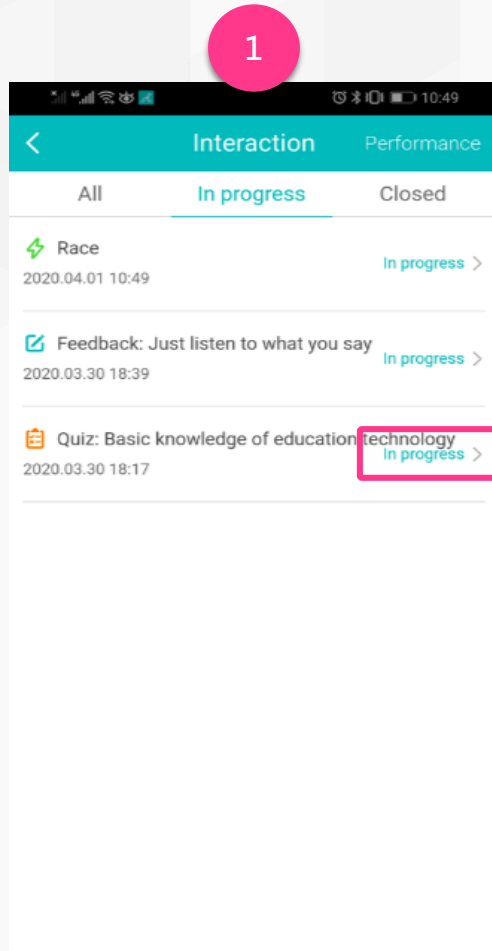 1
10:49
Interaction
Performance
All
In progress
Closed
Race
2020.04.01 10:49
In progress
Feedback: Just listen to what you say
2020.03.30 18:39
In progress
Quiz: Basic knowledge of education technology
2020.03.30 18:17
In progress